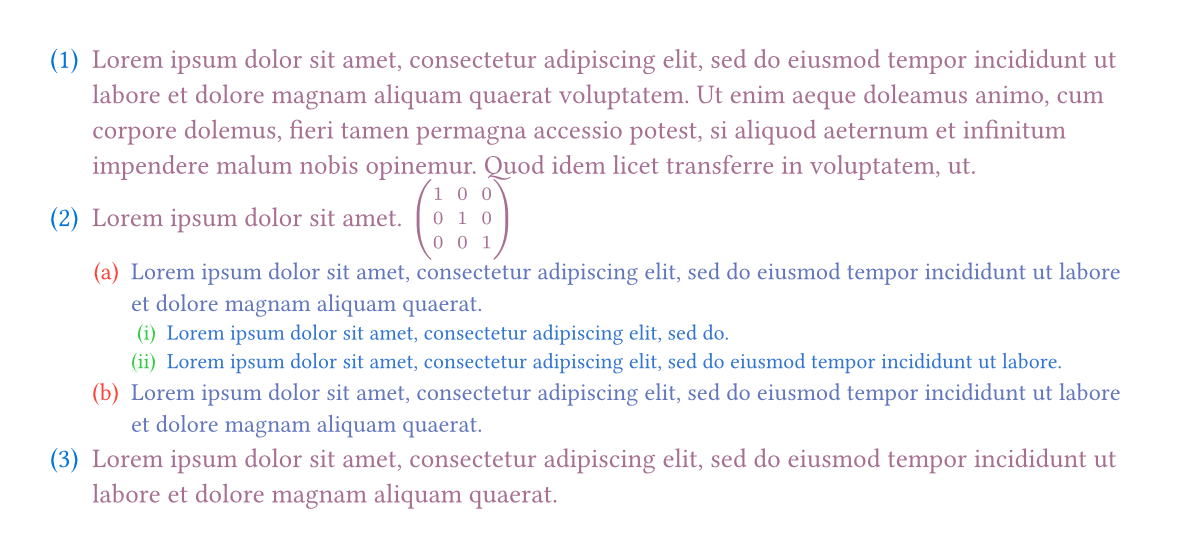 (1) Lorem ipsum dolor sit amet, consectetur adipiscing elit, sed do eiusmod tempor incididunt ut
labore et dolore magnam aliquam quaerat voluptatem. Ut enim aeque doleamus animo, cum
corpore dolemus, fieri tamen permagna accessio potest, si aliquod aeternum et infinitum
impendere malum nobis opinemur. Quod idem licet transferre in voluptatem, ut.
1 0 0
(2) Lorem ipsum dolor sit amet. 0 1 0
0 0 1
(a) Lorem ipsum dolor sit amet, consectetur adipiscing elit, sed do eiusmod tempor incididunt ut labore
et dolore magnam aliquam quaerat.
(i) Lorem ipsum dolor sit amet, consectetur adipiscing elit, sed do.
(ii) Lorem ipsum dolor sit amet, consectetur adipiscing elit, sed do eiusmod tempor incididunt ut labore.
(b) Lorem ipsum dolor sit amet, consectetur adipiscing elit, sed do eiusmod tempor incididunt ut labore
et dolore magnam aliquam quaerat.
(3) Lorem ipsum dolor sit amet, consectetur adipiscing elit, sed do eiusmod tempor incididunt ut
labore et dolore magnam aliquam quaerat.